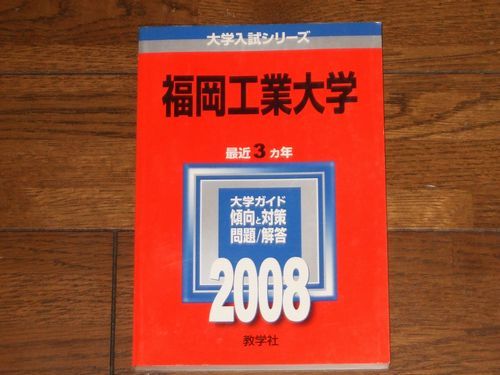 大学入試シリーズ
福岡工業大学
最近3ヵ年
大学ガイド
傾向と対策
問題/解答
2008
教学社